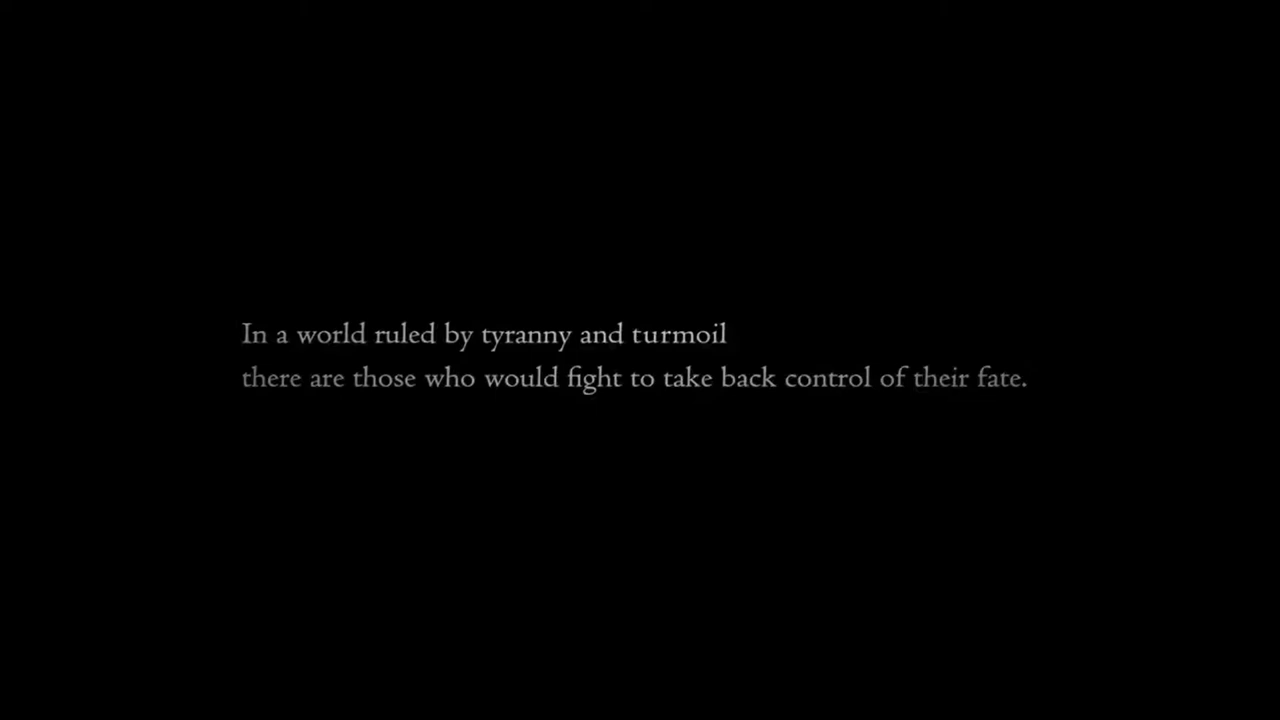 In a world ruled by tyranny and turmoil
there are those who would fight to take back control of their fate.